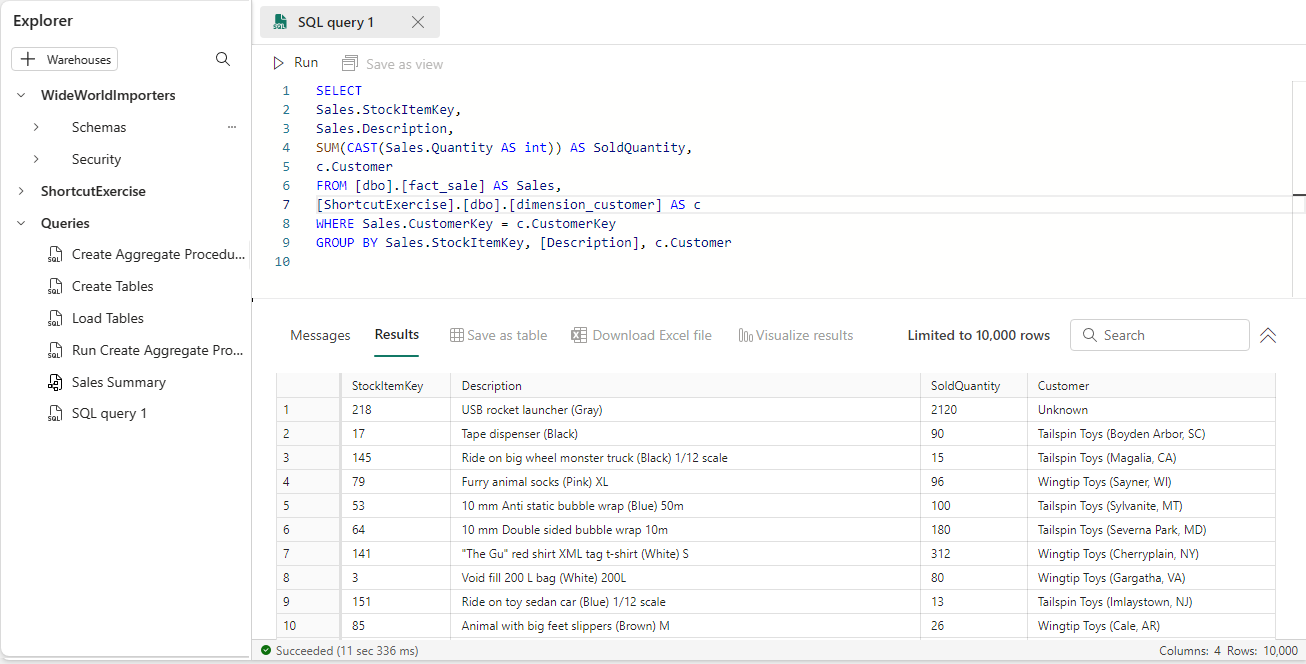 Explorer
Warehouses
WideWorldImporters
Schemas
Security
ShortcutExercise
Queries
Create Aggregate Procedu...
Create Tables
Load Tables
Run Create Aggregate Pro...
Sales Summary
SQL query 1
SQL query 1
Run Save as view
1 SELECT
2 Sales.StockItemKey,
3 Sales.Description,
4 SUM(CAST(Sales.Quantity AS int)) AS SoldQuantity,
5 c.Customer
6 FROM [dbo].[fact_sale] AS Sales,
7 [ShortcutExercise].[dbo].[dimension_customer] AS c
8 WHERE Sales.CustomerKey = c.CustomerKey
9 GROUP BY Sales.StockItemKey, [Description], c.Customer
10
Messages Results Save as table Download Excel file Visualize results Limited to 10,000 rows Search
StockItemKey Description SoldQuantity Customer
1 218 USB rocket launcher (Gray) 2120 Unknown
2 17 Tape dispenser (Black) 90 Tailspin Toys (Boyden Arbor, SC)
3 145 Ride on big wheel monster truck (Black) 1/12 scale 15 Tailspin Toys (Magalia, CA)
4 79 Furry animal socks (Pink) XL 96 Wingtip Toys (Sayner, WI)
5 53 10 mm Anti static bubble wrap (Blue) 50m 100 Tailspin Toys (Sylvanite, MT)
6 64 10 mm Double sided bubble wrap 10m 180 Tailspin Toys (Severna Park, MD)
7 141 "The Gu" red shirt XML tag t-shirt (White) S 312 Wingtip Toys (Cherryplain, NY)
8 3 Void fill 200 L bag (White) 200L 80 Wingtip Toys (Gargatha, VA)
9 151 Ride on toy sedan car (Blue) 1/12 scale 13 Tailspin Toys (Imlaystown, NJ)
10 85 Animal with big feet slippers (Brown) M 26 Wingtip Toys (Cale, AR)
Succeeded (11 sec 336 ms) Columns: 4 Rows: 10,000